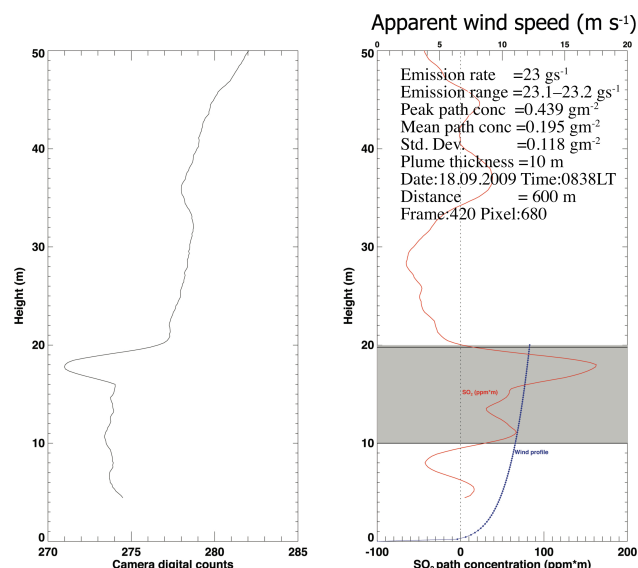 Apparent wind speed (m s-1)
0 5 10 15 20
50
40
30
20
10
0
Height (m)
270 275 280 285
Camera digital counts
50
40
30
20
10
0
Height (m)
Emission rate =23 gs-1
Emission range =23.1–23.2 gs-1
Peak path conc =0.439 gm-2
Mean path conc =0.195 gm-2
Std. Dev. =0.118 gm-2
Plume thickness =10 m
Date:18.09.2009 Time:0838LT
Distance = 600 m
Frame:420 Pixel:680
SO2 (ppm*m)
Wind profile
-100 0 100 200
SO2 path concentration (ppm*m)